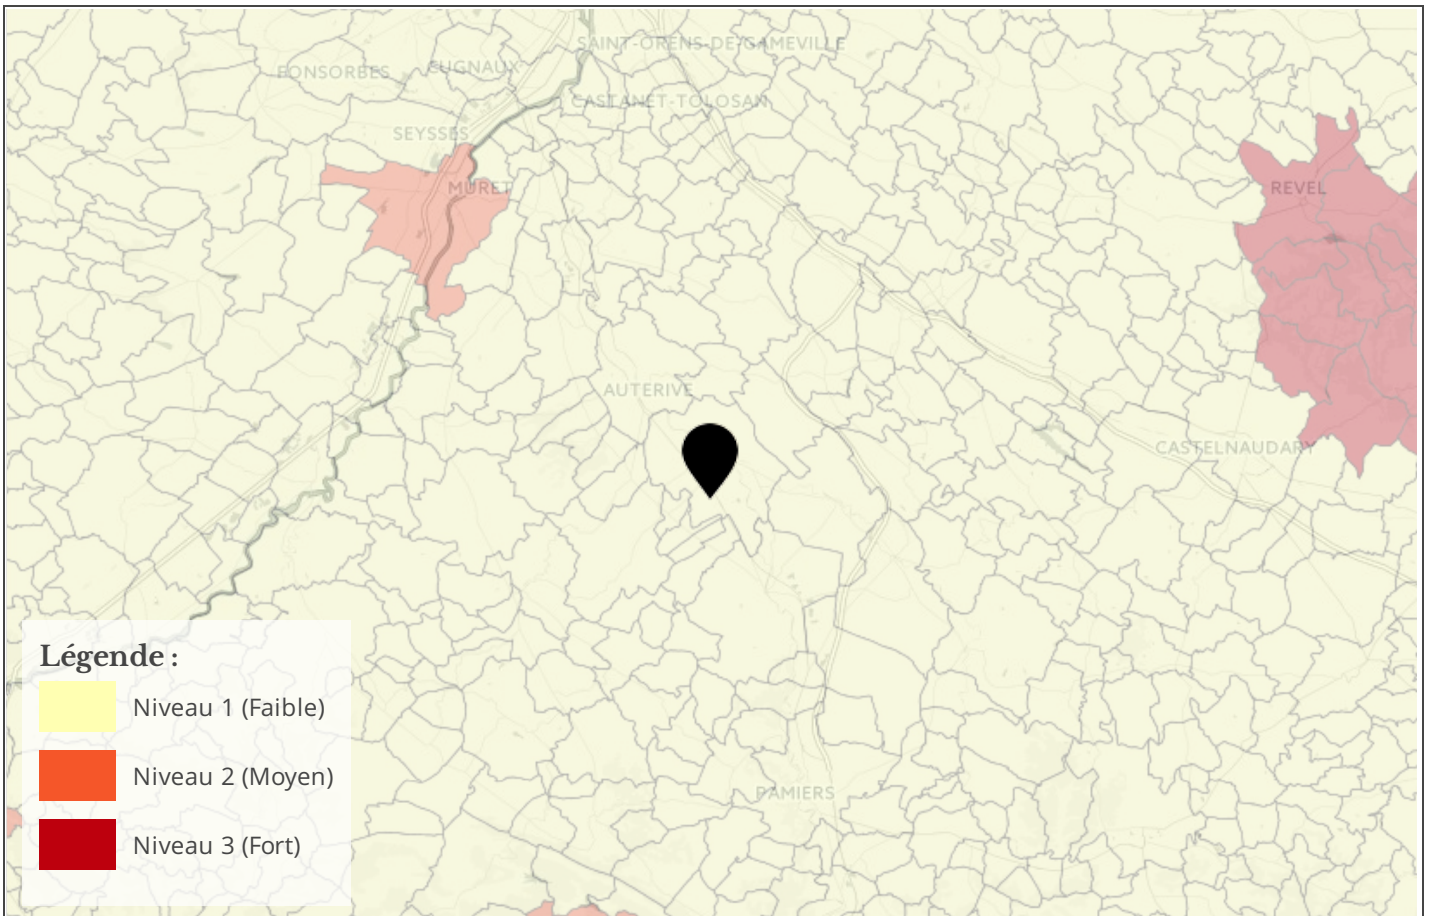 SAINT-ORENS-DE-GAMEVILLE
CUGNAUX
FONSORBES
CASTANET-TOLOSAN
SEYSSES
MURET
REVEL
AUTERIVE
CASTELNAUDARY
Légende :
Niveau 1 (Faible)
Niveau 2 (Moyen)
PAMIERS
Niveau 3 (Fort)